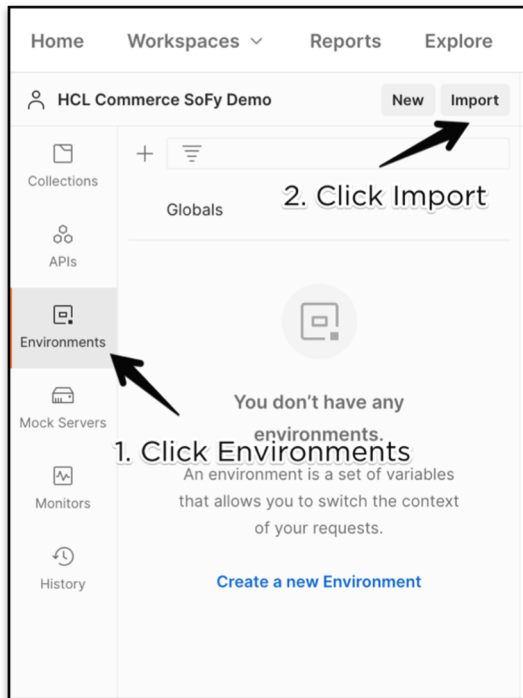 Home Workspaces Reports Explore
HCL Commerce SoFy Demo New Import
Collections
2. Click Import
Globals
APIs
Environments
You don't have any
environments.
Mock Servers
1. Click Environments
An environment is a set of variables
that allows you to switch the context
of your requests.
Monitors
History
Create a new Environment